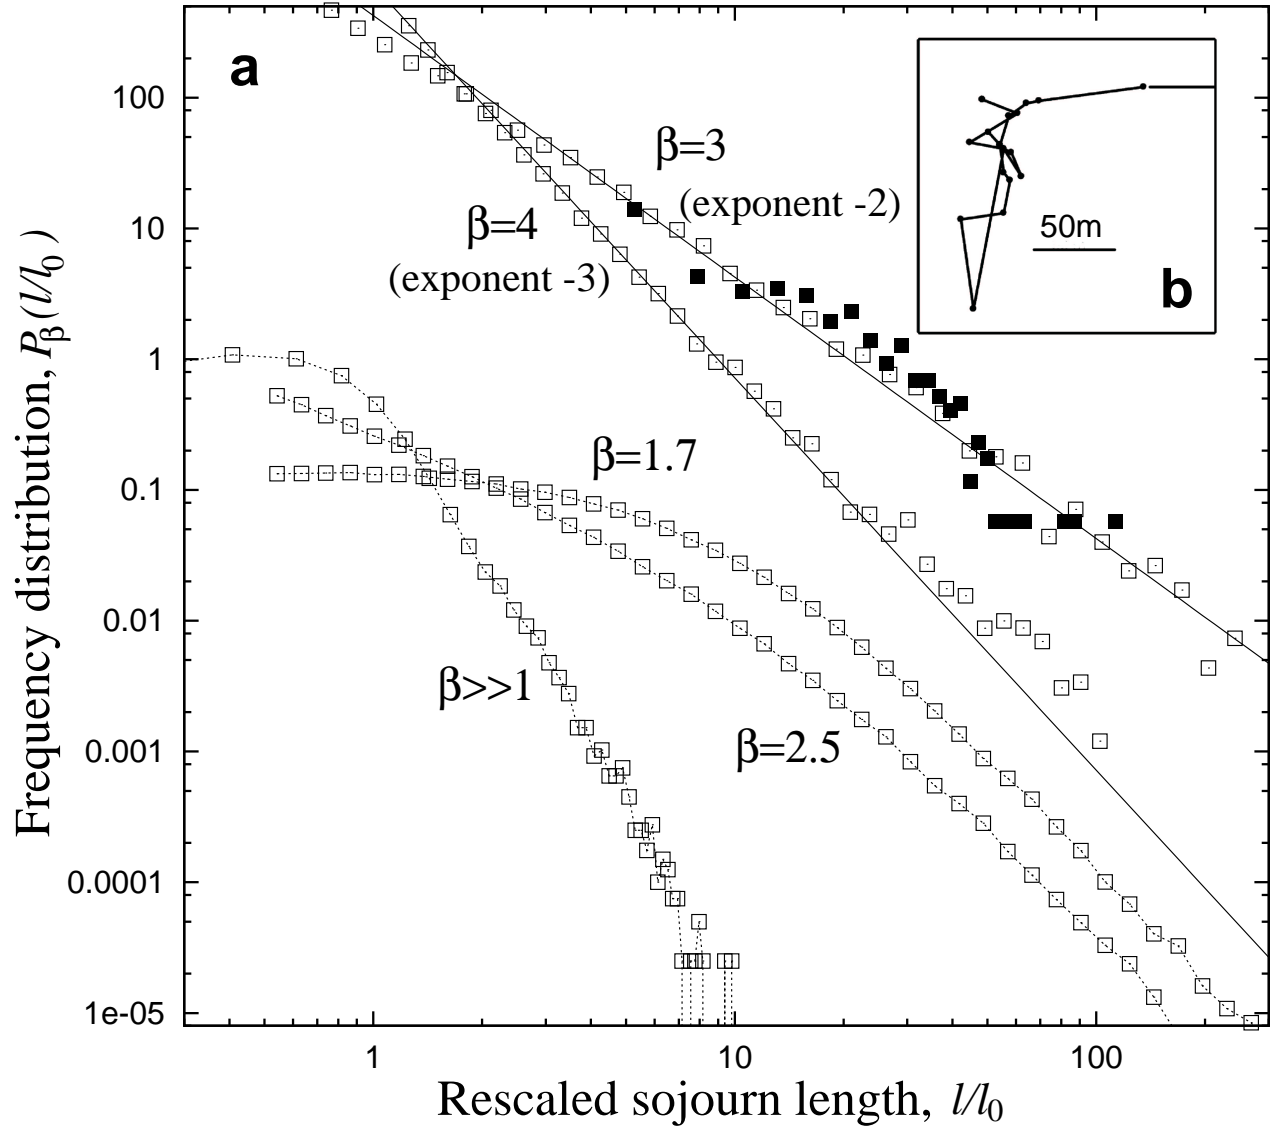 a
b
50m
β=3
(exponent -2)
β=4
(exponent -3)
β=1.7
β>>1
β=2.5
100
10
1
0.1
0.01
0.001
0.0001
1e-05
1 10 100
Frequency distribution, Pβ(l/l0)
Rescaled sojourn length, l/l0